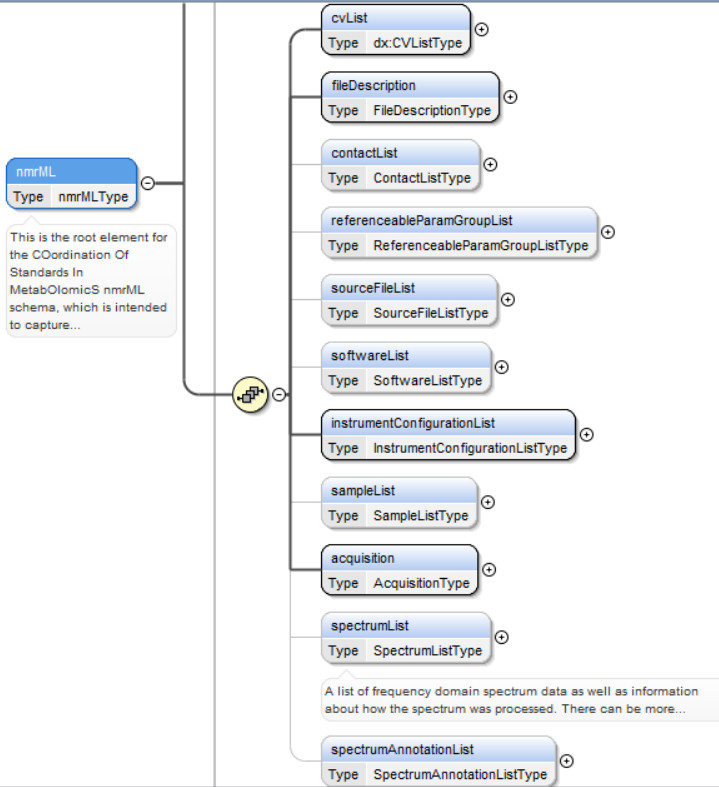 cvList
Type dx:CVListType
fileDescription
Type FileDescriptionType
contactList
Type ContactListType
nmrML
Type nmrMLType
This is the root element for
the COordination Of
Standards In
MetabOlomicS nmrML
schema, which is intended
to capture...
referenceableParamGroupList
Type ReferenceableParamGroupListType
sourceFileList
Type SourceFileListType
softwareList
Type SoftwareListType
instrumentConfigurationList
Type InstrumentConfigurationListType
sampleList
Type SampleListType
acquisition
Type AcquisitionType
spectrumList
Type SpectrumListType
A list of frequency domain spectrum data as well as information
about how the spectrum was processed. There can be more...
spectrumAnnotationList
Type SpectrumAnnotationListType